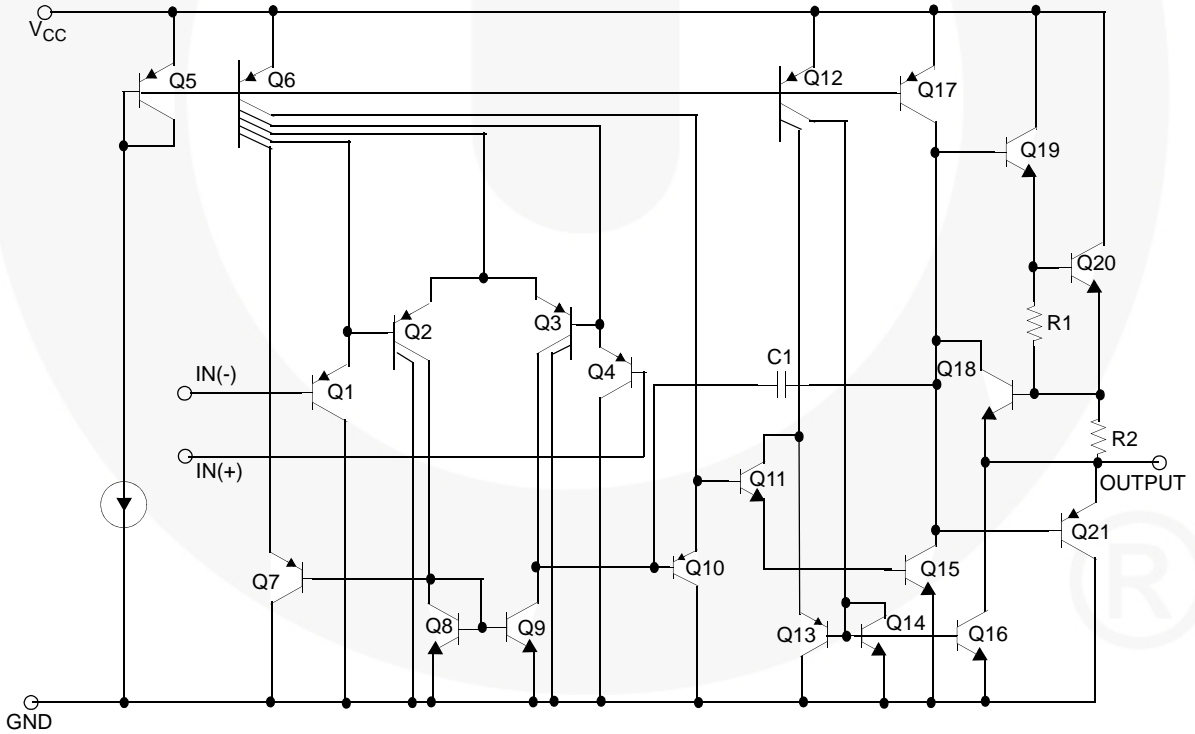 VCC
Q5
Q6
Q12
Q17
Q19
Q20
Q2
Q3
R1
C1
Q18
Q4
IN(-)
Q1
R2
IN(+)
Q11
OUTPUT
Q21
Q7
Q10
Q15
Q8
Q9
Q13
Q14
Q16
GND
®